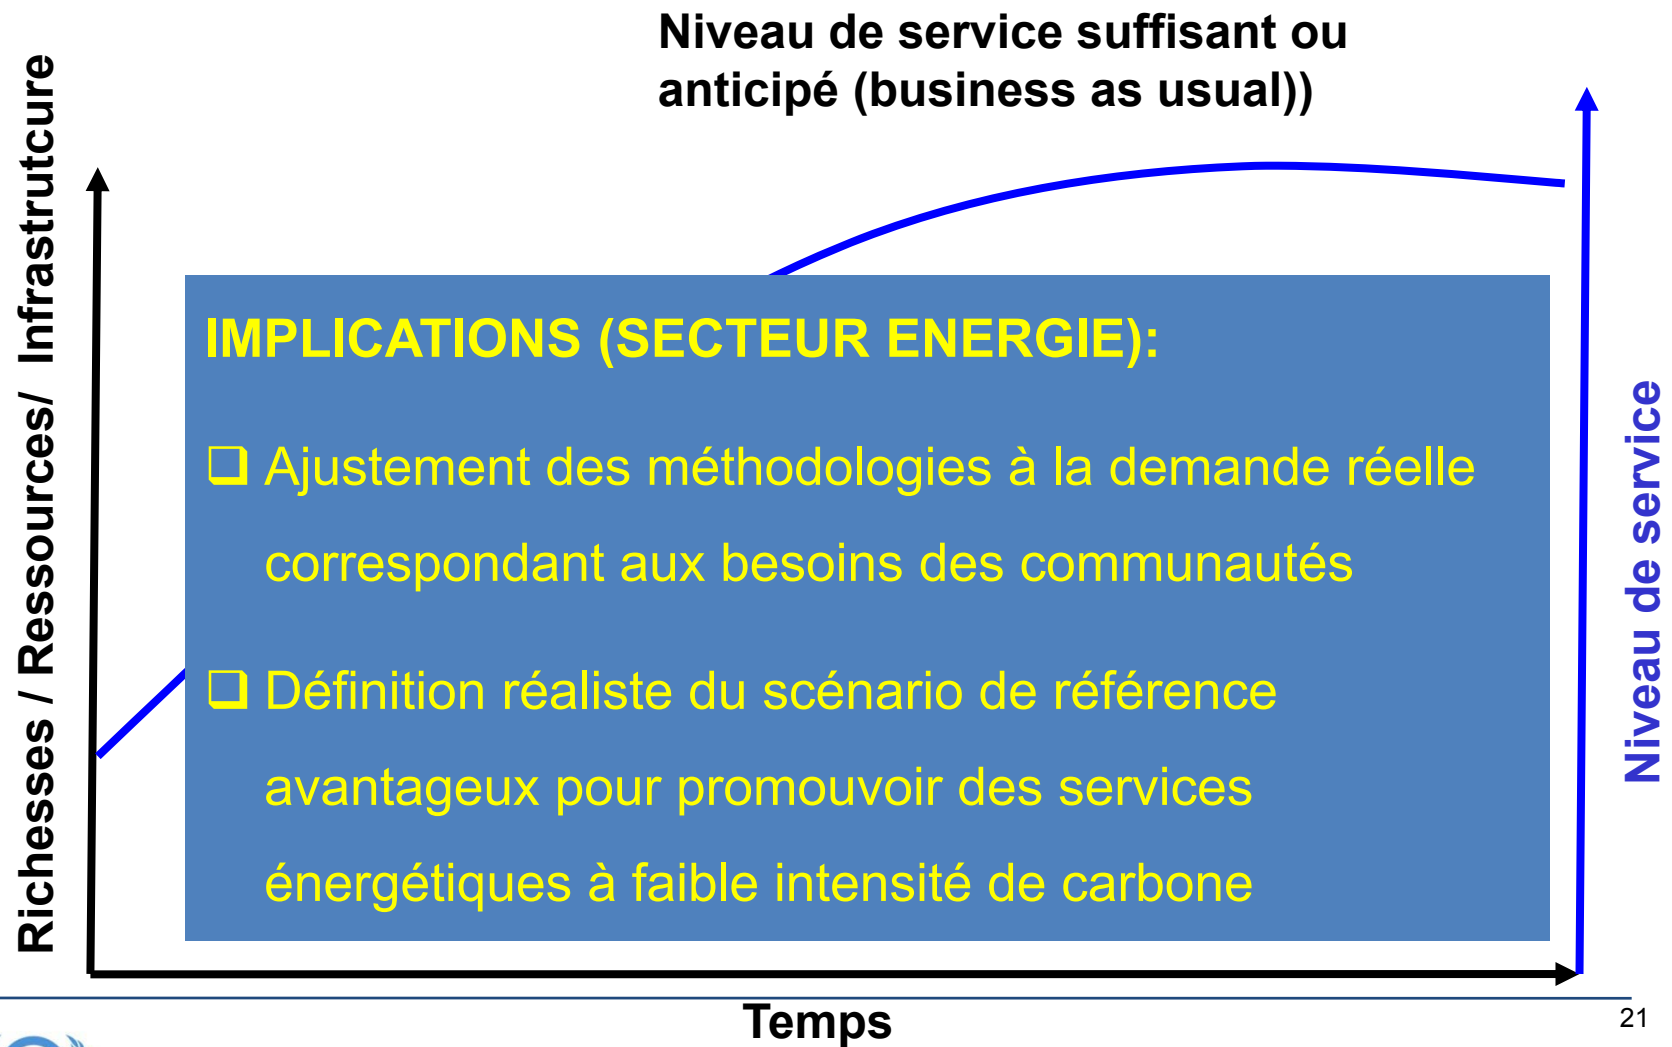 Niveau de service suffisant ou
anticipé (business as usual))
Richesses / Ressources/ Infrastrutcure
IMPLICATIONS (SECTEUR ENERGIE):
❑ Ajustement des méthodologies à la demande réelle
correspondant aux besoins des communautés
❑ Définition réaliste du scénario de référence
avantageux pour promouvoir des services
énergétiques à faible intensité de carbone
Niveau de service
Temps
21